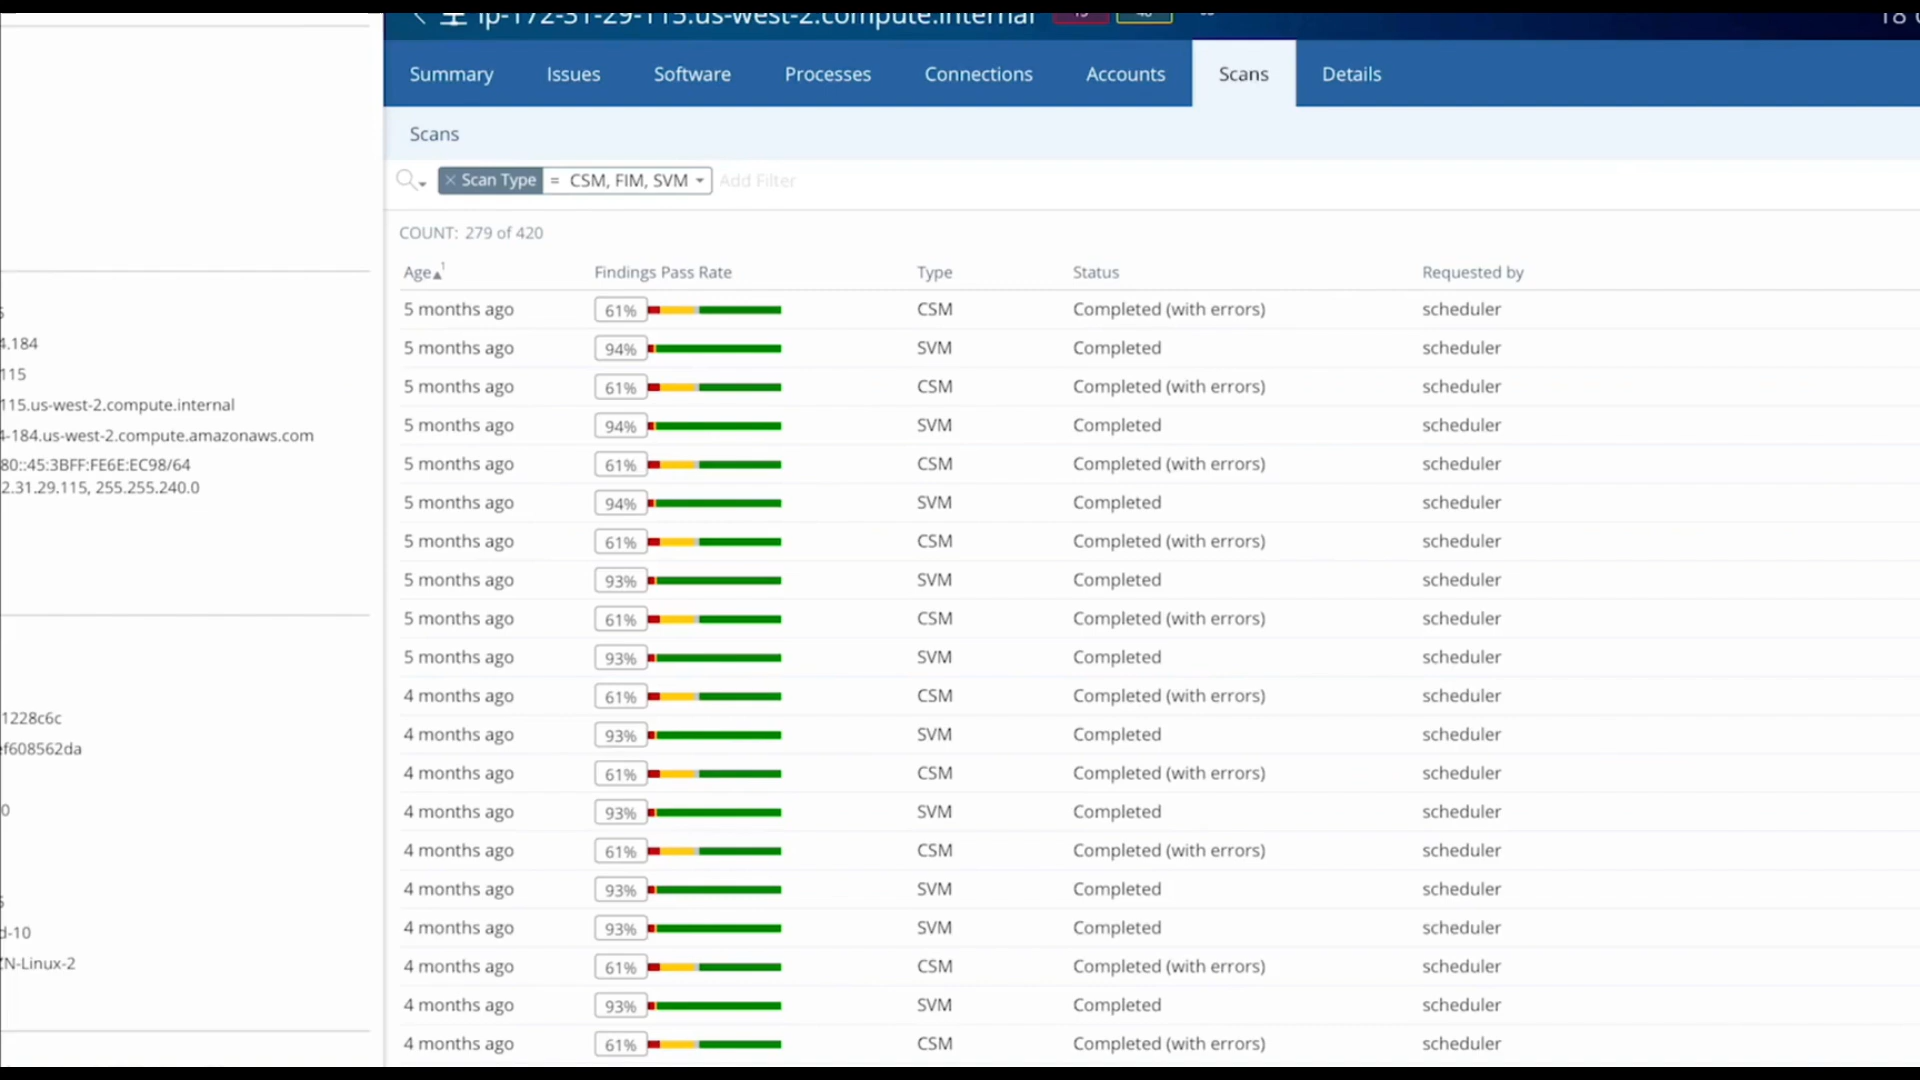 ip-172-31-29-115.us-west-2.compute.internal
Summary Issues Software Processes Connections Accounts Scans Details
Scans
× Scan Type = CSM, FIM, SVM Add Filter
COUNT: 279 of 420
Age 1 Findings Pass Rate Type Status Requested by
5 months ago 61% CSM Completed (with errors) scheduler
5 months ago 94% SVM Completed scheduler
5 months ago 61% CSM Completed (with errors) scheduler
5 months ago 94% SVM Completed scheduler
5 months ago 61% CSM Completed (with errors) scheduler
5 months ago 94% SVM Completed scheduler
5 months ago 61% CSM Completed (with errors) scheduler
5 months ago 93% SVM Completed scheduler
5 months ago 61% CSM Completed (with errors) scheduler
5 months ago 93% SVM Completed scheduler
4 months ago 61% CSM Completed (with errors) scheduler
4 months ago 93% SVM Completed scheduler
4 months ago 61% CSM Completed (with errors) scheduler
4 months ago 93% SVM Completed scheduler
4 months ago 61% CSM Completed (with errors) scheduler
4 months ago 93% SVM Completed scheduler
4 months ago 93% SVM Completed scheduler
4 months ago 61% CSM Completed (with errors) scheduler
4 months ago 93% SVM Completed scheduler
4 months ago 61% CSM Completed (with errors) scheduler
4.184
115
115.us-west-2.compute.internal
4-184.us-west-2.compute.amazonaws.com
80::45:3BFF:FE6E:EC98/64
2.31.29.115, 255.255.240.0
1228c6c
ef608562da
0
d-10
ZN-Linux-2